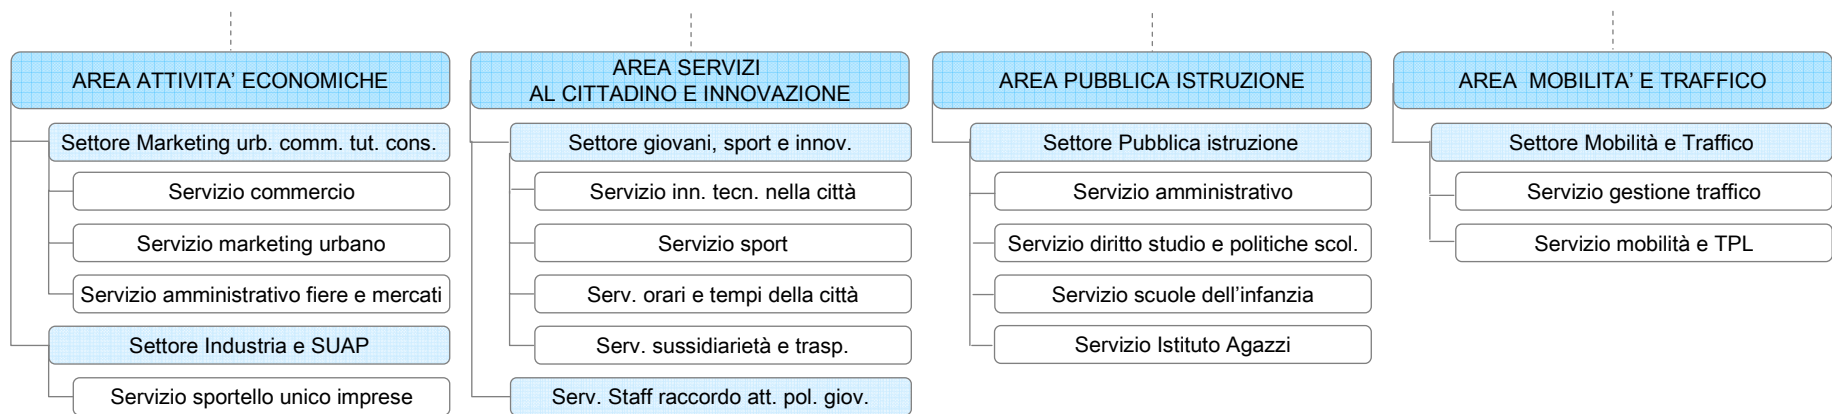 AREA ATTIVITA’ ECONOMICHE
Settore Marketing urb. comm. tut. cons.
Servizio commercio
Servizio marketing urbano
Servizio amministrativo fiere e mercati
Settore Industria e SUAP
Servizio sportello unico imprese
AREA SERVIZI
AL CITTADINO E INNOVAZIONE
Settore giovani, sport e innov.
Servizio inn. tecn. nella città
Servizio sport
Serv. orari e tempi della città
Serv. sussidiarietà e trasp.
Serv. Staff raccordo att. pol. giov.
AREA PUBBLICA ISTRUZIONE
Settore Pubblica istruzione
Servizio amministrativo
Servizio diritto studio e politiche scol.
Servizio scuole dell’infanzia
Servizio Istituto Agazzi
AREA MOBILITA’ E TRAFFICO
Settore Mobilità e Traffico
Servizio gestione traffico
Servizio mobilità e TPL